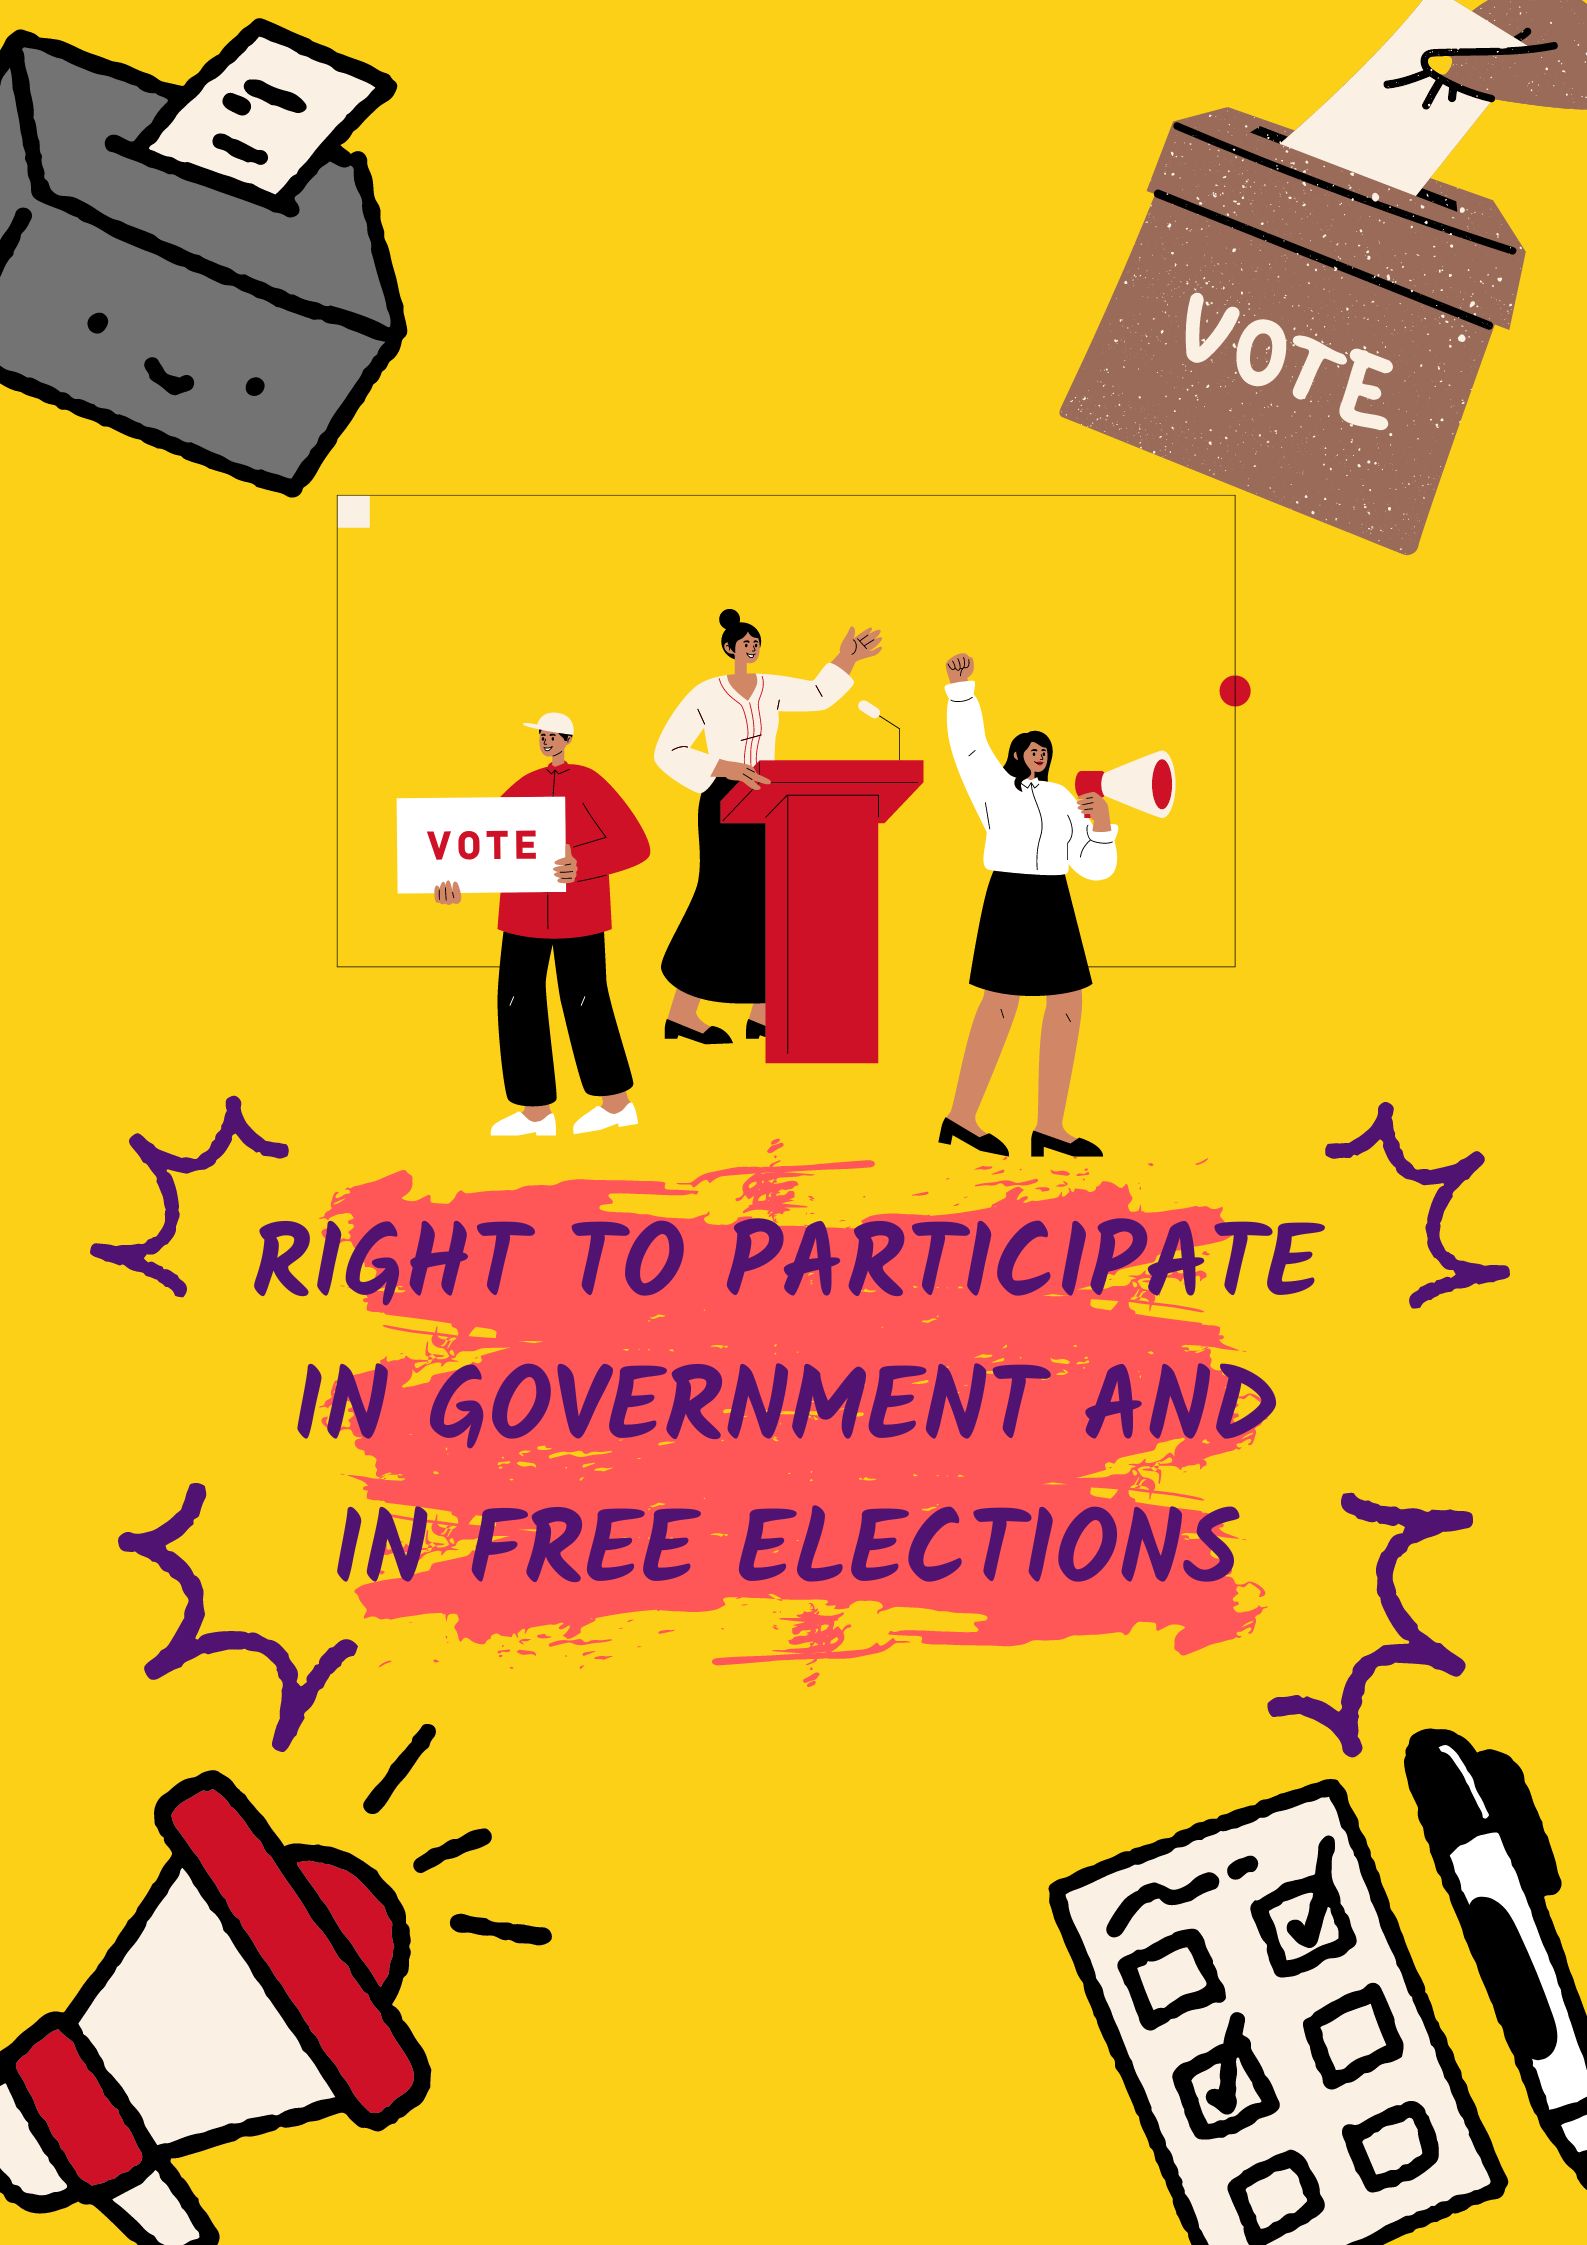 VOTE
VOTE
RIGHT TO PARTICIPATE
IN GOVERNMENT AND
IN FREE ELECTIONS